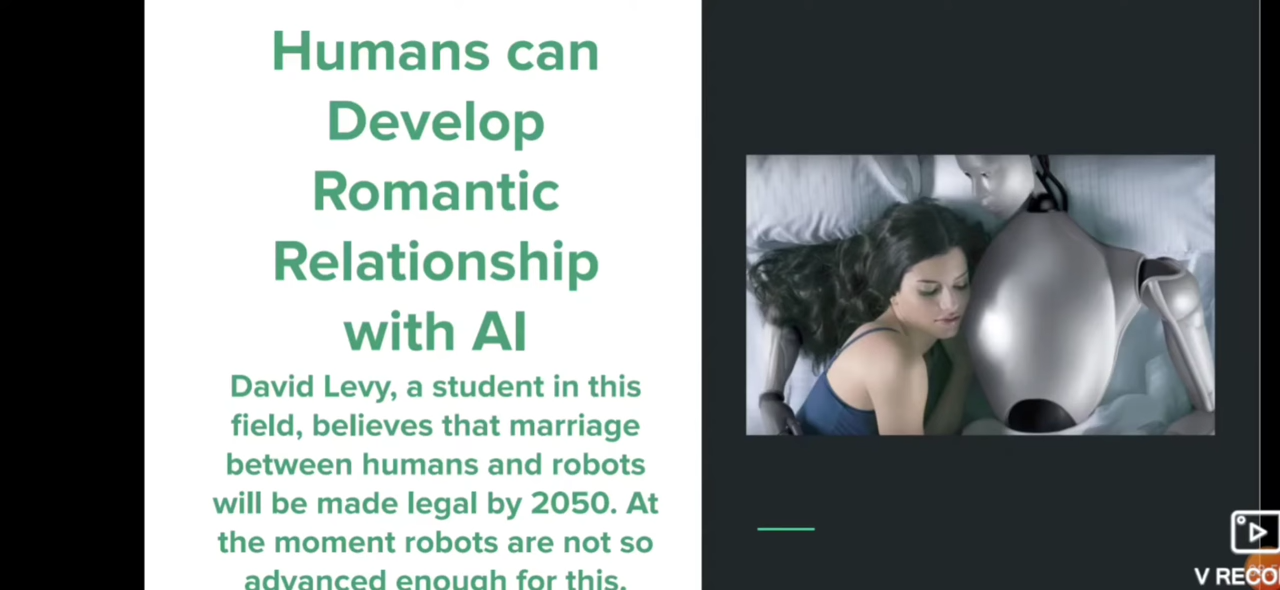 Humans can
Develop
Romantic
Relationship
with AI
David Levy, a student in this
field, believes that marriage
between humans and robots
will be made legal by 2050. At
the moment robots are not so
advanced enough for this.
V RECO